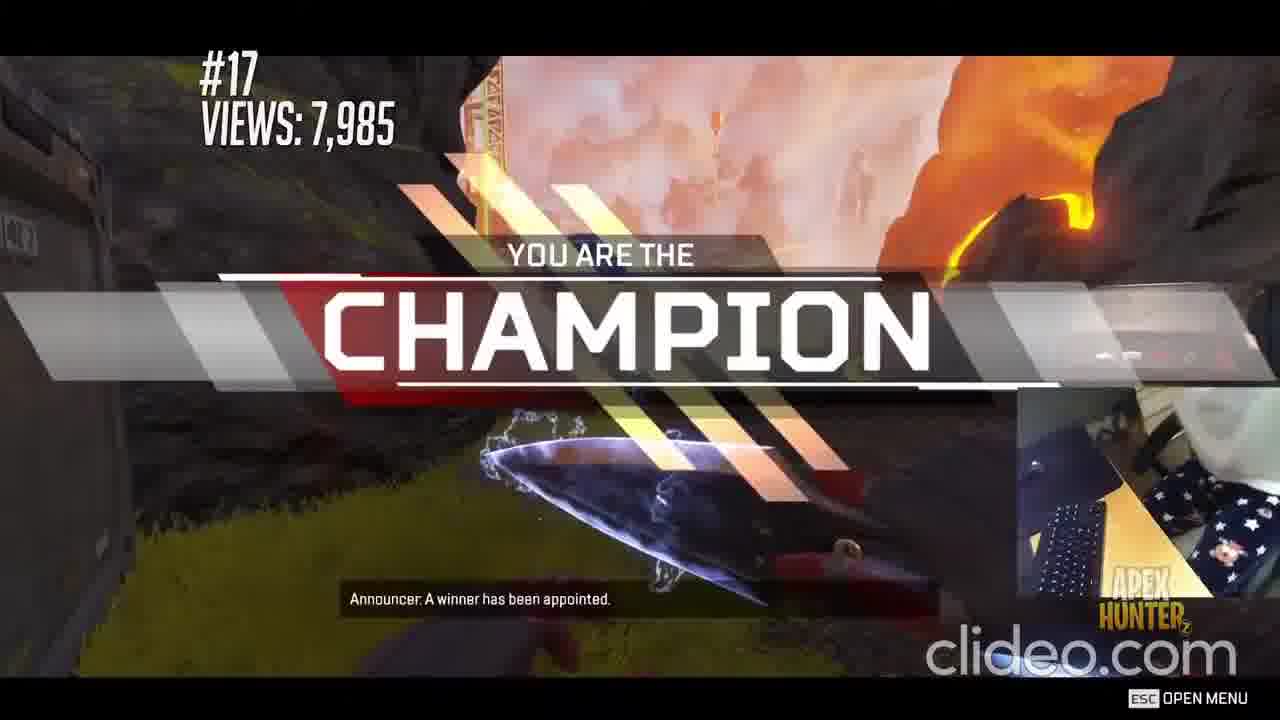 #17
VIEWS: 7,985
YOU ARE THE
CHAMPION
Announcer: A winner has been appointed.
APEX
HUNTERZ
clideo.com
ESC OPEN MENU